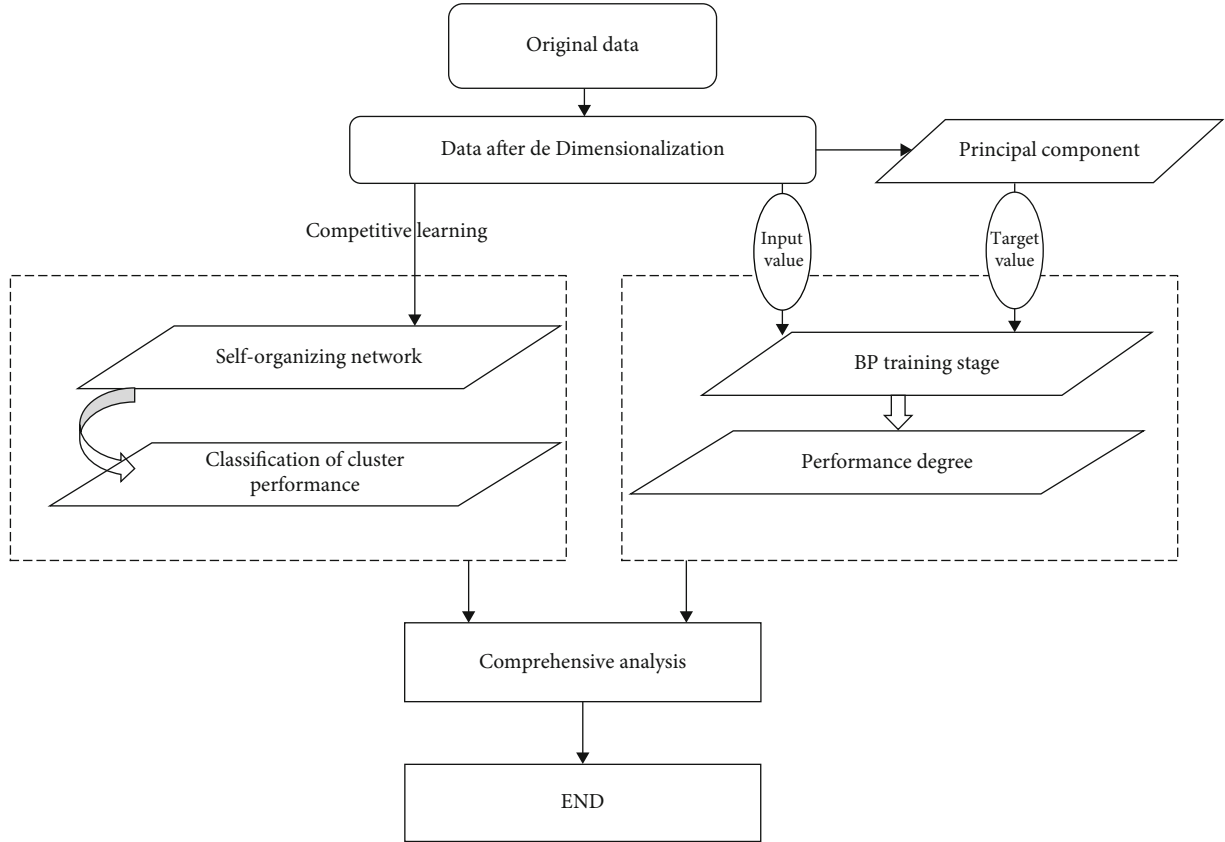 Original data
Data after de Dimensionalization
Principal component
Competitive learning
Input
value
Target
value
Self-organizing network
BP training stage
Classification of cluster
performance
Performance degree
Comprehensive analysis
END